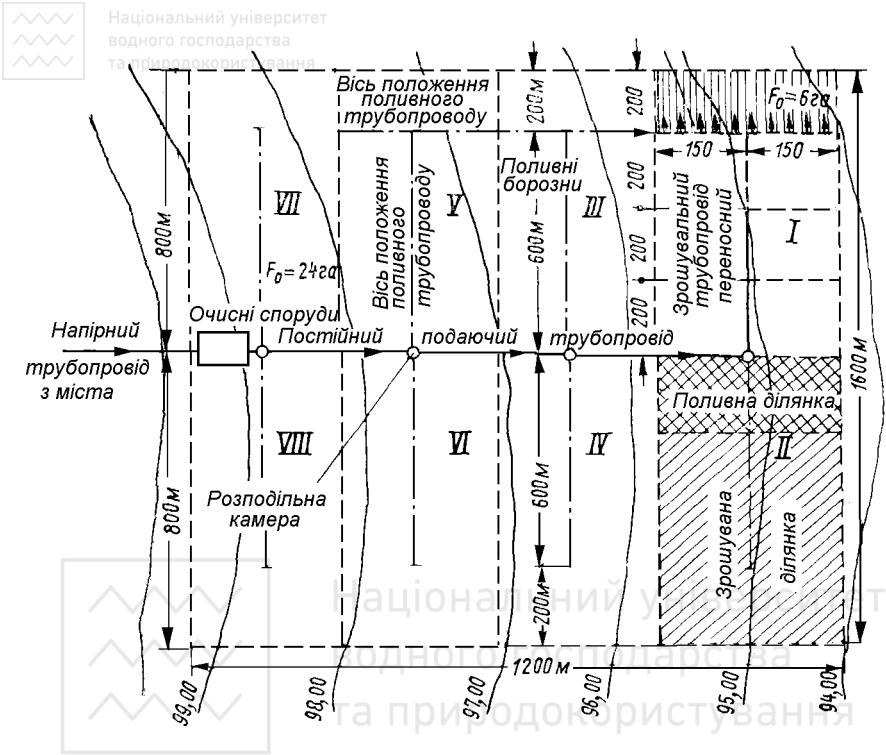 Національний університет
водного господарства
та природокористування
Вісь положення
поливного
трубопроводу
200м
200
F₀=6га
150
150
Поливні
борозни
Вісь положення
поливного
трубопроводу
VII
V
III
I
200
200
200
Зрошувальний
трубопровід
переносний
800м
600м
F₀=24га
Очисні споруди
Напірний
трубопровід
з міста
Постійний
подаючий
трубопровід
1600м
Поливна ділянка
VIII
VI
IV
II
800м
600м
Розподільна
камера
Зрошувана
ділянка
200м
Національний університет
водного господарства
та природокористування
1200м
99,00
98,00
97,00
96,00
95,00
94,00